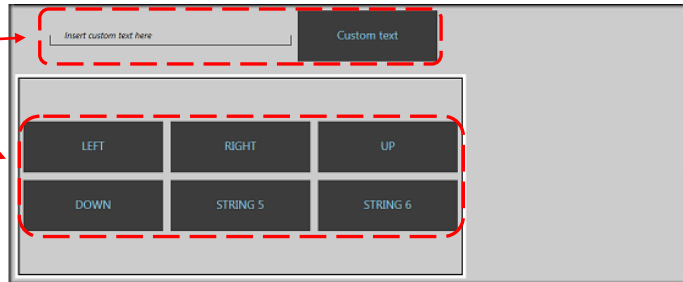 Insert custom text here
Custom text
LEFT RIGHT UP
DOWN STRING 5 STRING 6